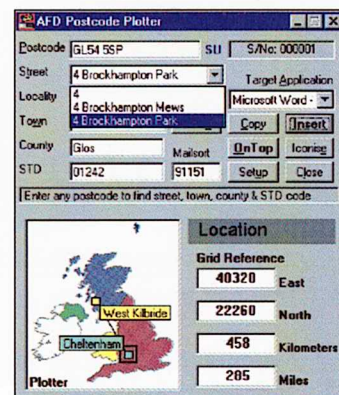 AFD Postcode Plotter
Postcode GL54 5SP SU S/No: 000001
Street 4 Brockhampton Park Target Application
4
Locality Microsoft Word -
4 Brockhampton Mews
Town 4 Brockhampton Park Copy Insert
County Glos Mailsort OnTop Iconise
STD 01242 91151 Setup Close
Enter any postcode to find street, town, county & STD code
Location
Grid Reference
40320 East
West Kilbride 22260 North
Cheltenham 458 Kilometers
Plotter 285 Miles